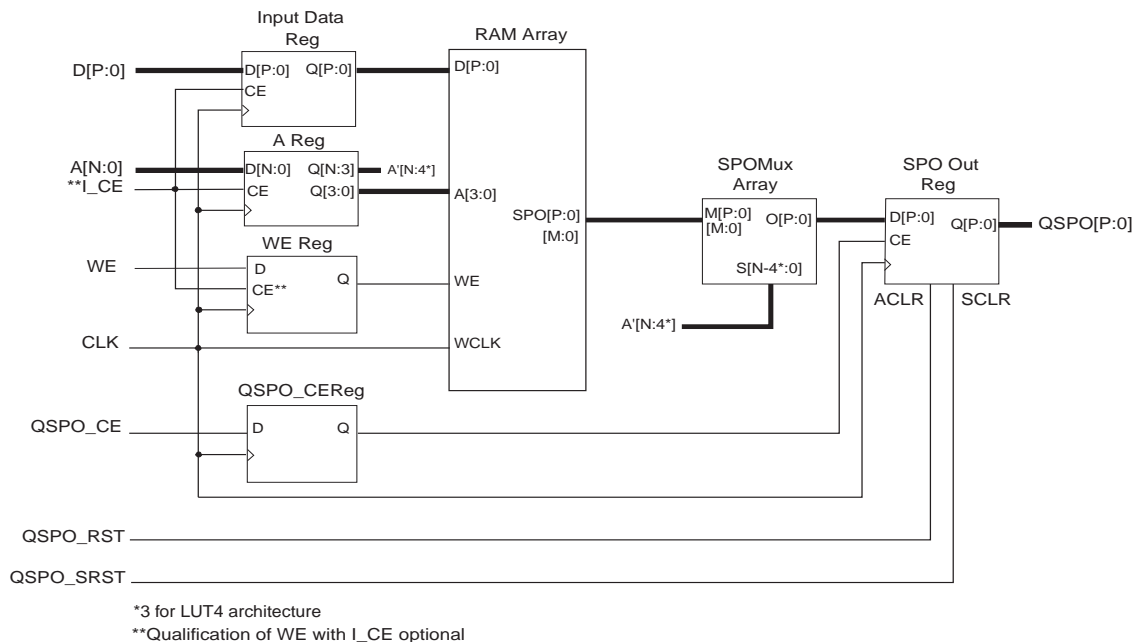 Input Data
Reg
D[P:0]
D[P:0] Q[P:0]
CE
A Reg
A[N:0]
**I_CE
D[N:0] Q[N:3]
CE Q[3:0]
A'[N:4*]
WE Reg
WE
D Q
CE**
CLK
QSPO_CEReg
QSPO_CE
D Q
RAM Array
D[P:0]
A[3:0]
SPO[P:0]
[M:0]
WE
WCLK
SPOMux
Array
M[P:0] O[P:0]
[M:0]
S[N-4*:0]
A'[N:4*]
SPO Out
Reg
D[P:0] Q[P:0]
CE
QSPO[P:0]
ACLR SCLR
QSPO_RST
QSPO_SRST
*3 for LUT4 architecture
**Qualification of WE with I_CE optional